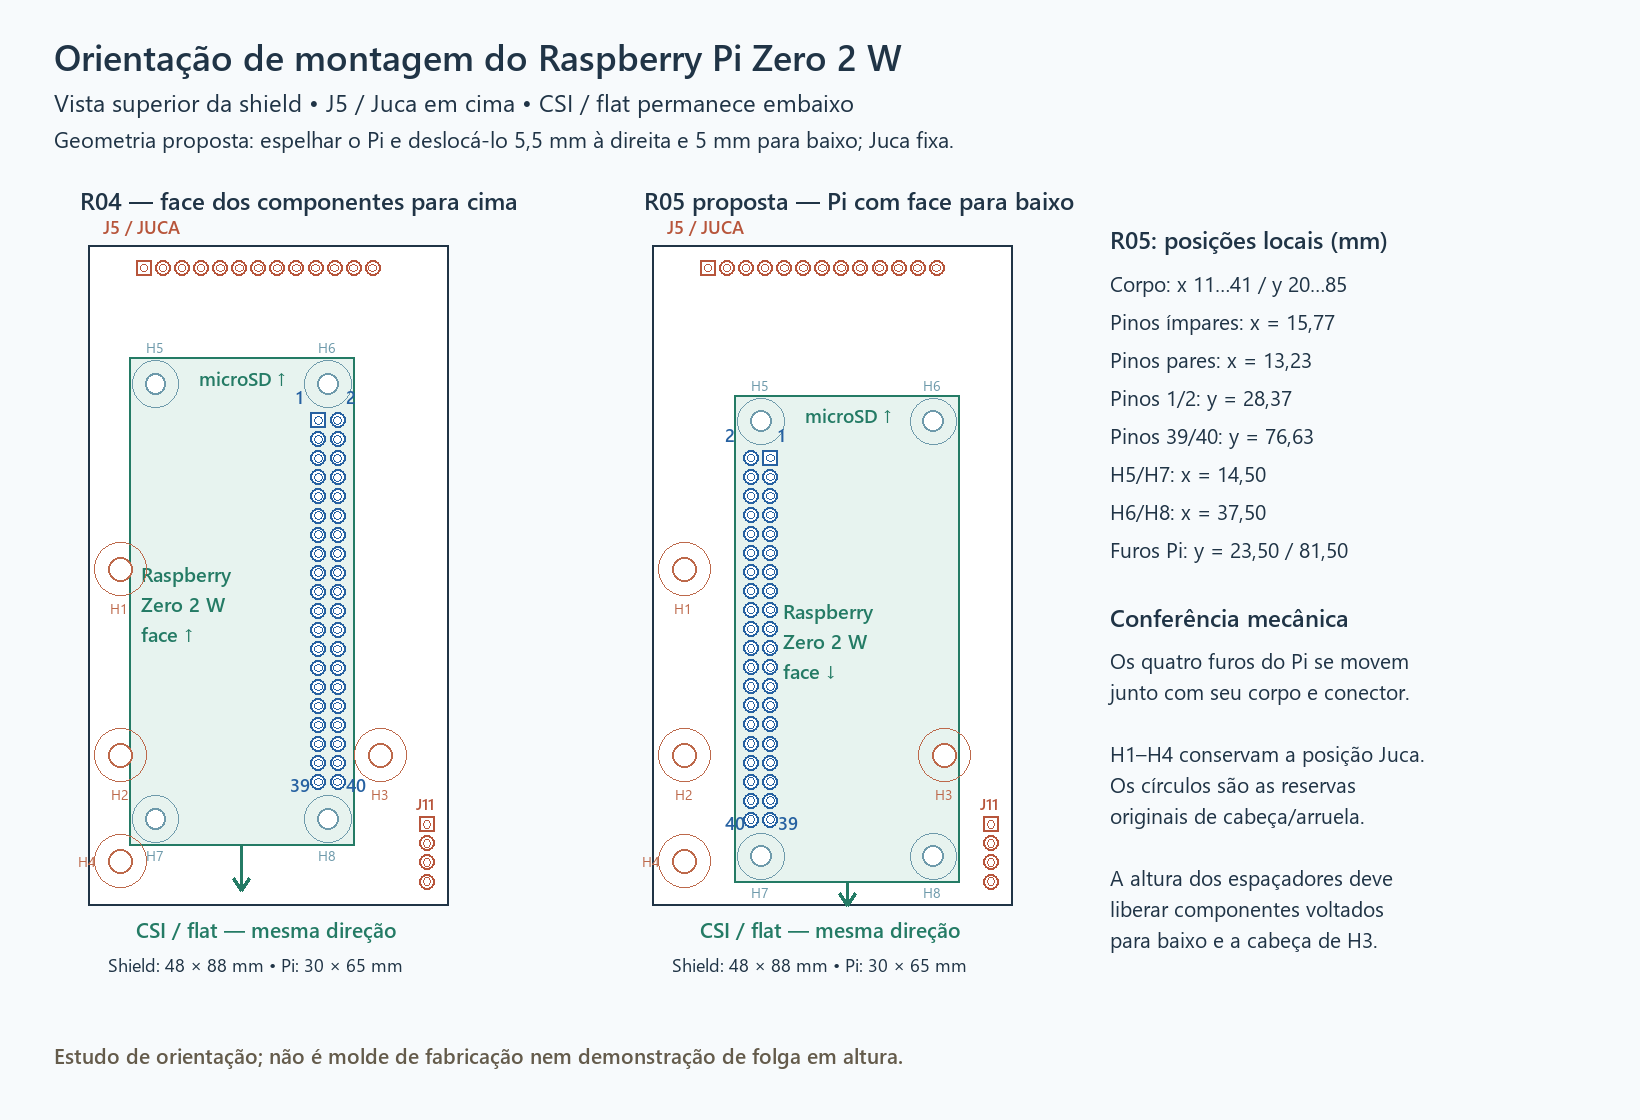 Orientação de montagem do Raspberry Pi Zero 2 W
Vista superior da shield • J5 / Juca em cima • CSI / flat permanece embaixo
Geometria proposta: espelhar o Pi e deslocá-lo 5,5 mm à direita e 5 mm para baixo; Juca fixa.
R04 — face dos componentes para cima
J5 / JUCA
H5
H6
microSD ↑
1
2
H1
Raspberry
Zero 2 W
face ↑
H2
H3
39
40
J11
H4
H7
H8
CSI / flat — mesma direção
Shield: 48 × 88 mm • Pi: 30 × 65 mm
R05 proposta — Pi com face para baixo
J5 / JUCA
H5
H6
microSD ↑
2
1
H1
Raspberry
Zero 2 W
face ↓
H2
H3
40
39
J11
H4
H7
H8
CSI / flat — mesma direção
Shield: 48 × 88 mm • Pi: 30 × 65 mm
R05: posições locais (mm)
Corpo: x 11…41 / y 20…85
Pinos ímpares: x = 15,77
Pinos pares: x = 13,23
Pinos 1/2: y = 28,37
Pinos 39/40: y = 76,63
H5/H7: x = 14,50
H6/H8: x = 37,50
Furos Pi: y = 23,50 / 81,50
Conferência mecânica
Os quatro furos do Pi se movem
junto com seu corpo e conector.
H1–H4 conservam a posição Juca.
Os círculos são as reservas
originais de cabeça/arruela.
A altura dos espaçadores deve
liberar componentes voltados
para baixo e a cabeça de H3.
Estudo de orientação; não é molde de fabricação nem demonstração de folga em altura.